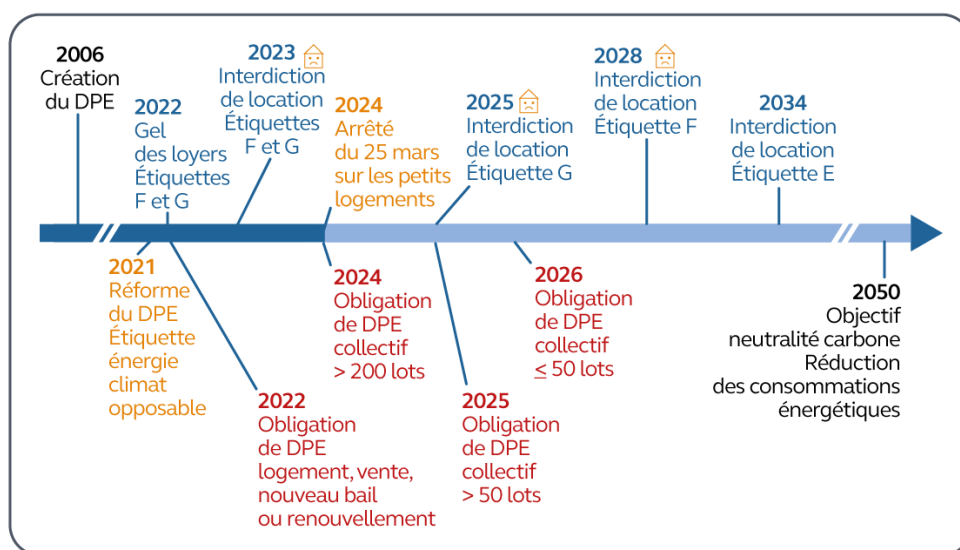 2006
Création
du DPE
2022
Gel
des loyers
Étiquettes
F et G
2023
Interdiction
de location
Étiquettes
F et G
2024
Arrêté
du 25 mars
sur les petits
logements
2025
Interdiction
de location
Étiquette G
2028
Interdiction
de location
Étiquette F
2034
Interdiction
de location
Étiquette E
2021
Réforme
du DPE
Étiquette
énergie
climat
opposable
2022
Obligation
de DPE
logement, vente,
nouveau bail
ou renouvellement
2024
Obligation
de DPE
collectif
> 200 lots
2025
Obligation
de DPE
collectif
> 50 lots
2026
Obligation
de DPE
collectif
≤ 50 lots
2050
Objectif
neutralité carbone
Réduction
des consommations
énergétiques